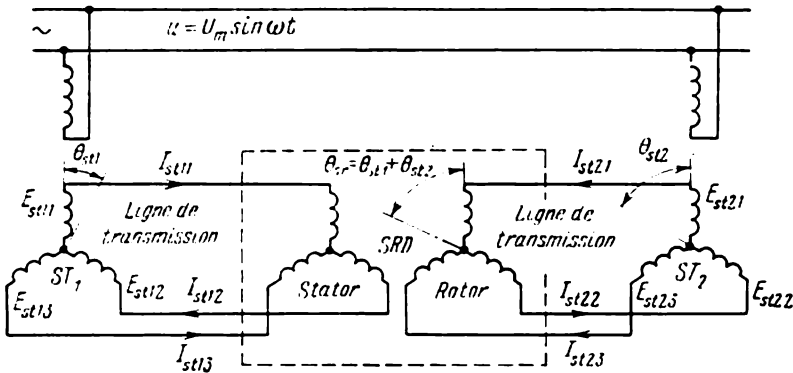 ~ u = U_m sin ωt
θ_st1 I_st11 θ_sr = θ_st1 + θ_st2 I_st21 θ_st2
E_st11 Ligne de transmission SRD Ligne de transmission E_st21
ST_1 E_st12 I_st12 Stator Rotor I_st22 E_st23 ST_2 E_st22
E_st13 I_st13 I_st23